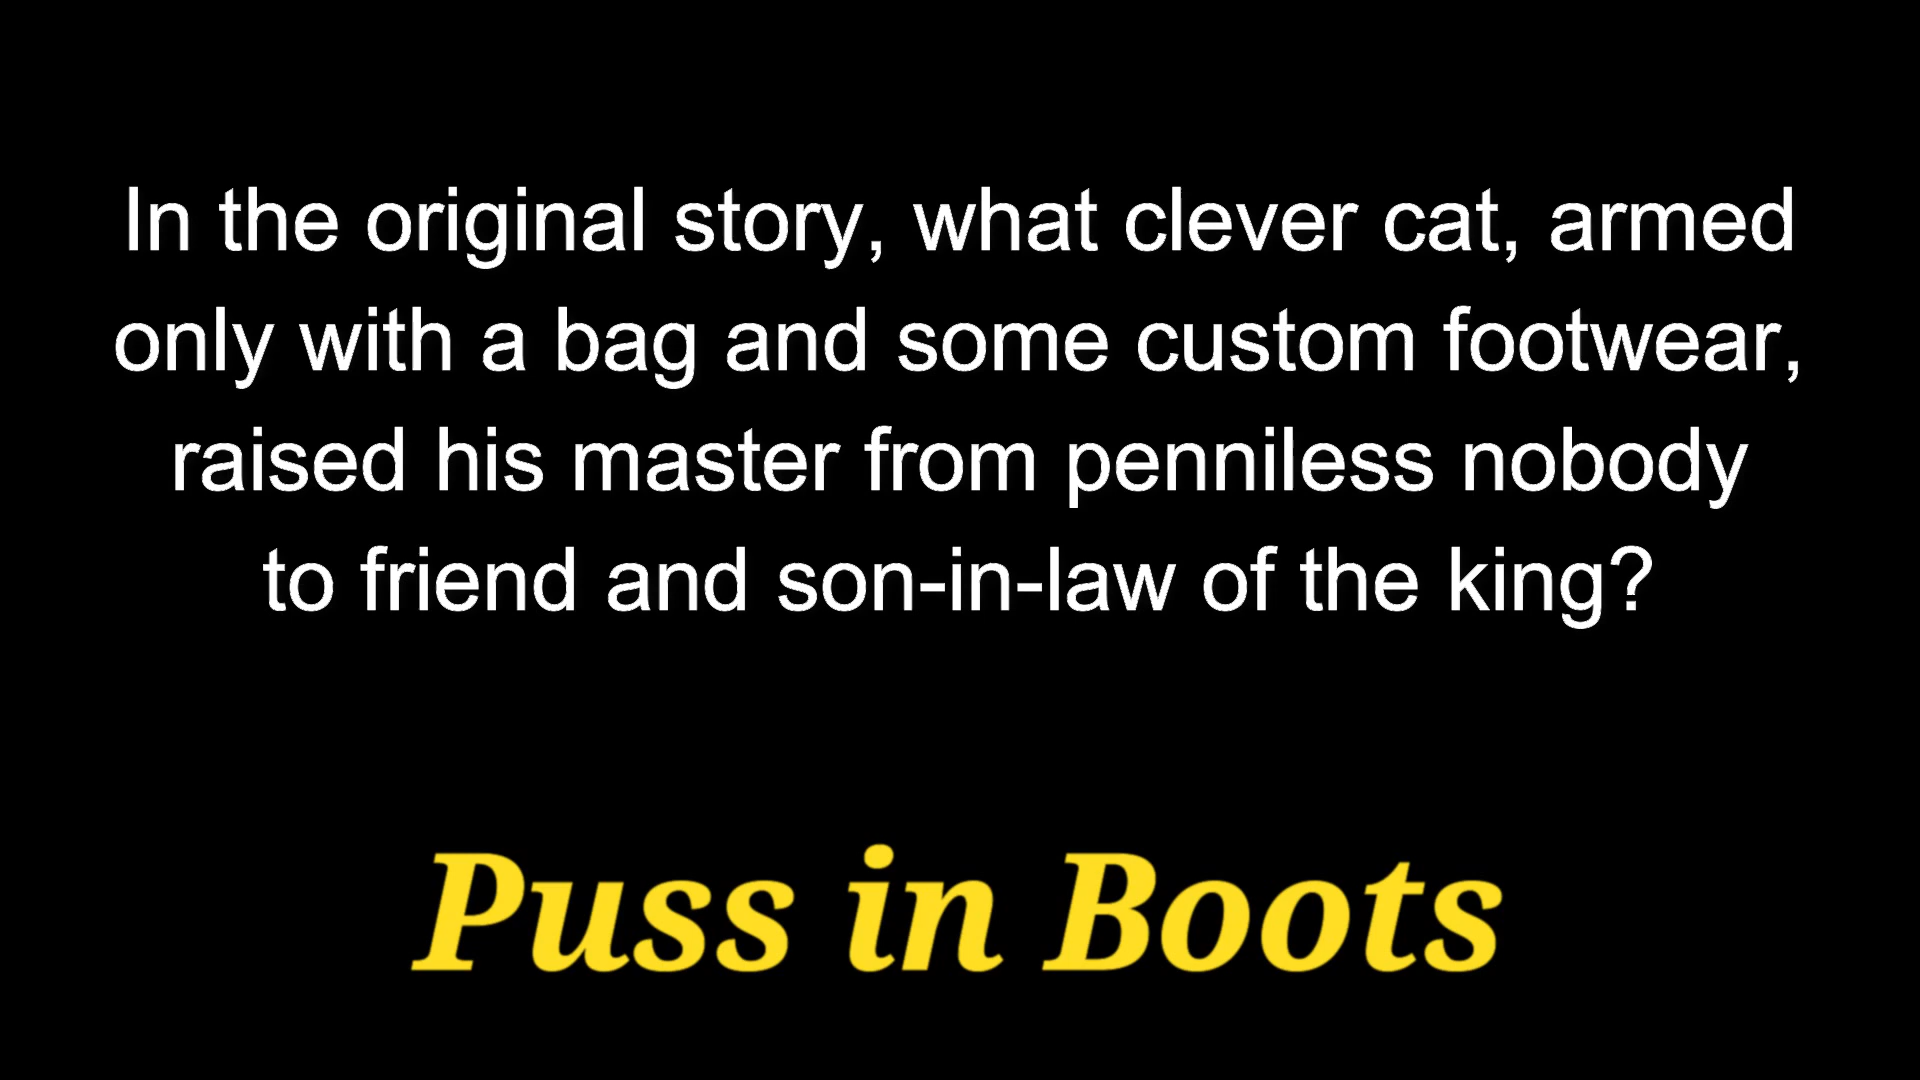 In the original story, what clever cat, armed
only with a bag and some custom footwear,
raised his master from penniless nobody
to friend and son-in-law of the king?
Puss in Boots